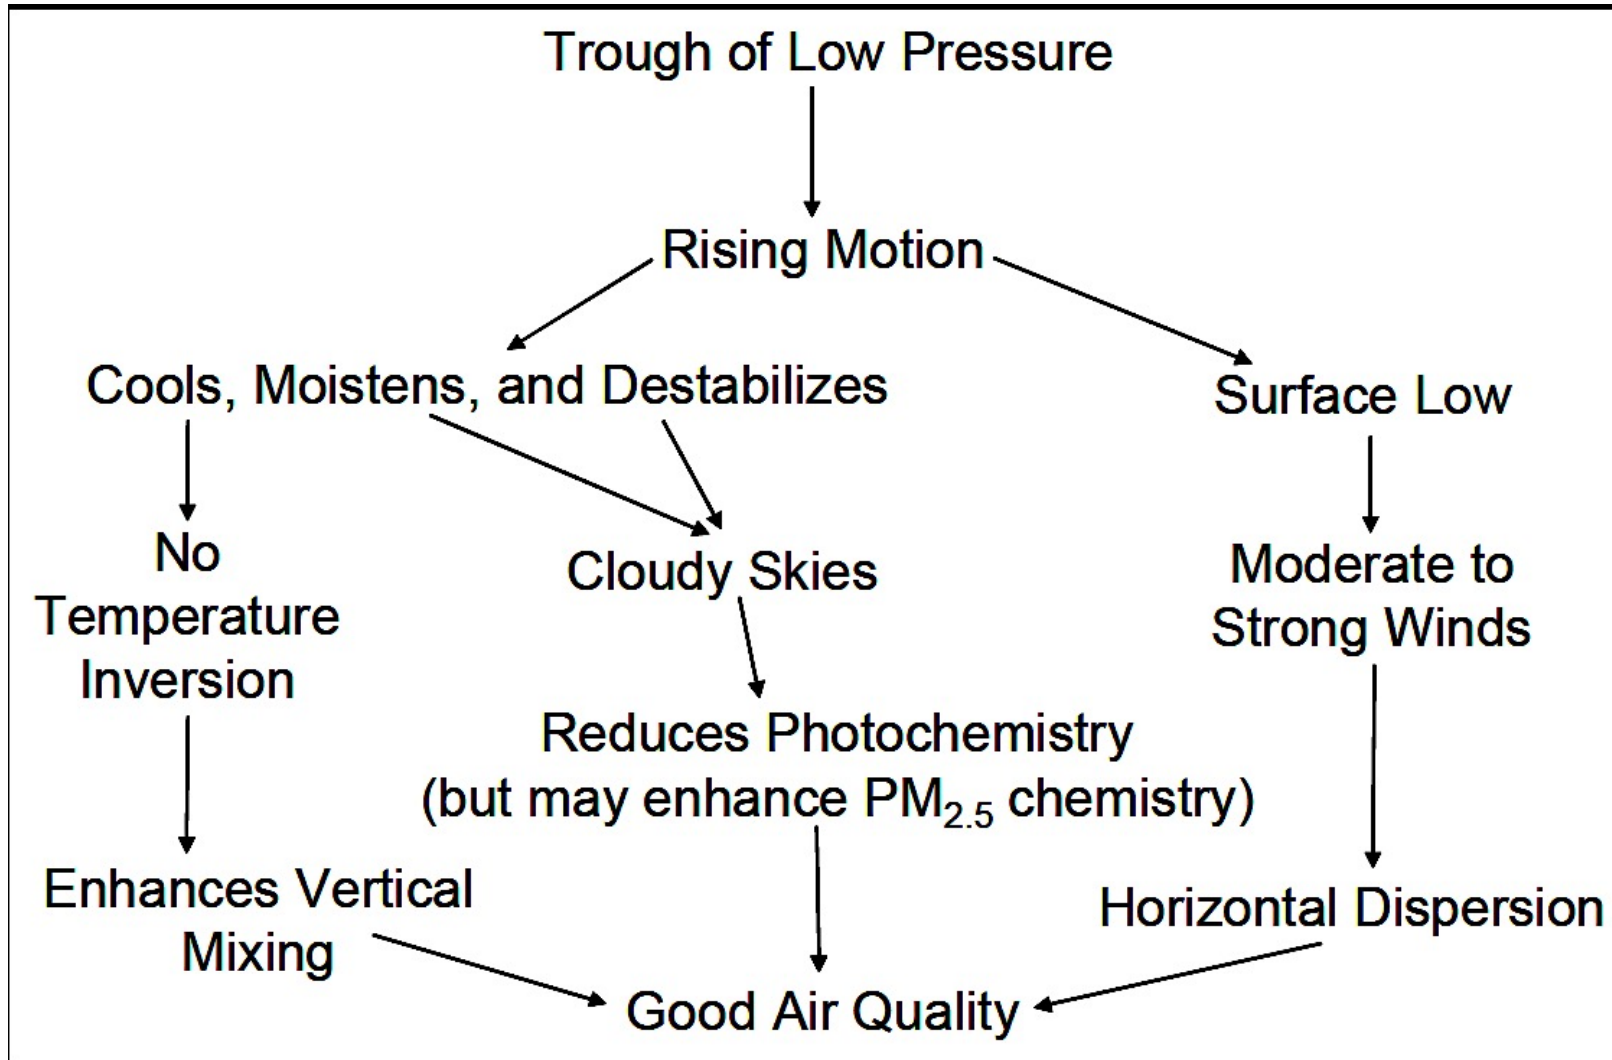 Trough of Low Pressure
Rising Motion
Cools, Moistens, and Destabilizes
Surface Low
No
Temperature
Inversion
Cloudy Skies
Moderate to
Strong Winds
Reduces Photochemistry
(but may enhance PM2.5 chemistry)
Enhances Vertical
Mixing
Horizontal Dispersion
Good Air Quality